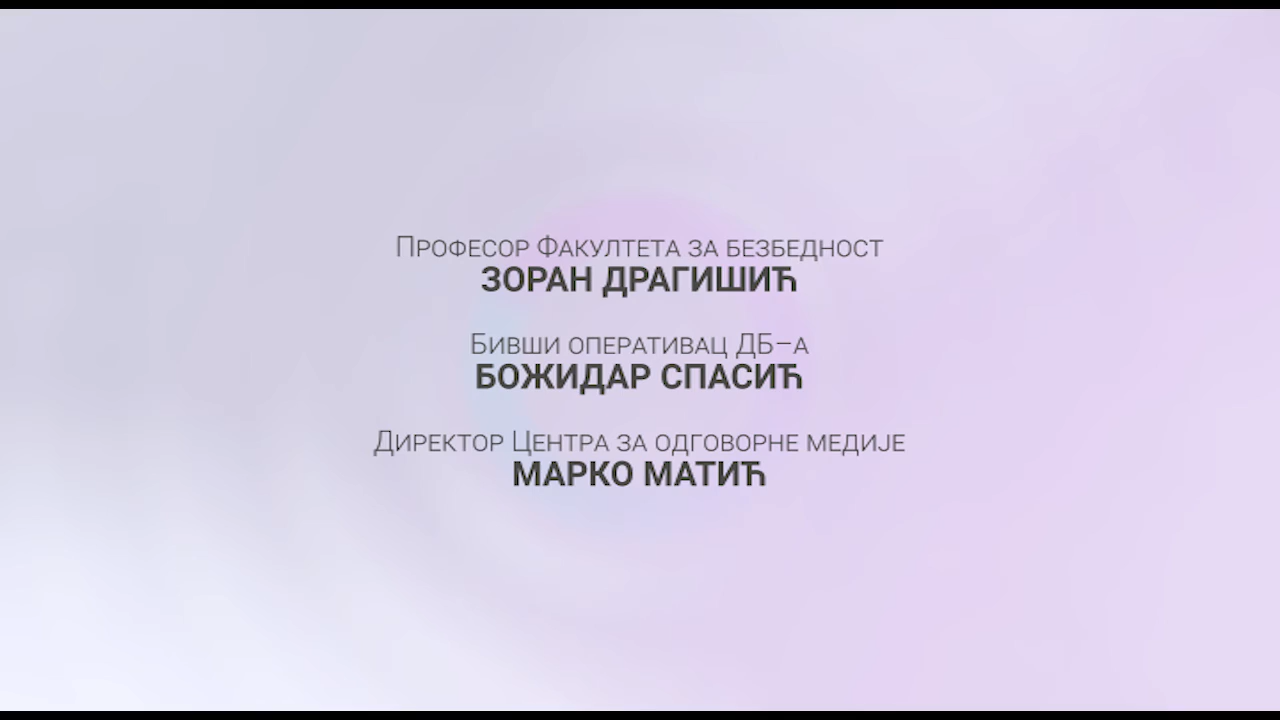 Професор Факултета за безбедност
ЗОРАН ДРАГИШИЋ
Бивши оперативац ДБ–а
БОЖИДАР СПАСИЋ
Директор Центра за одговорне медије
МАРКО МАТИЋ